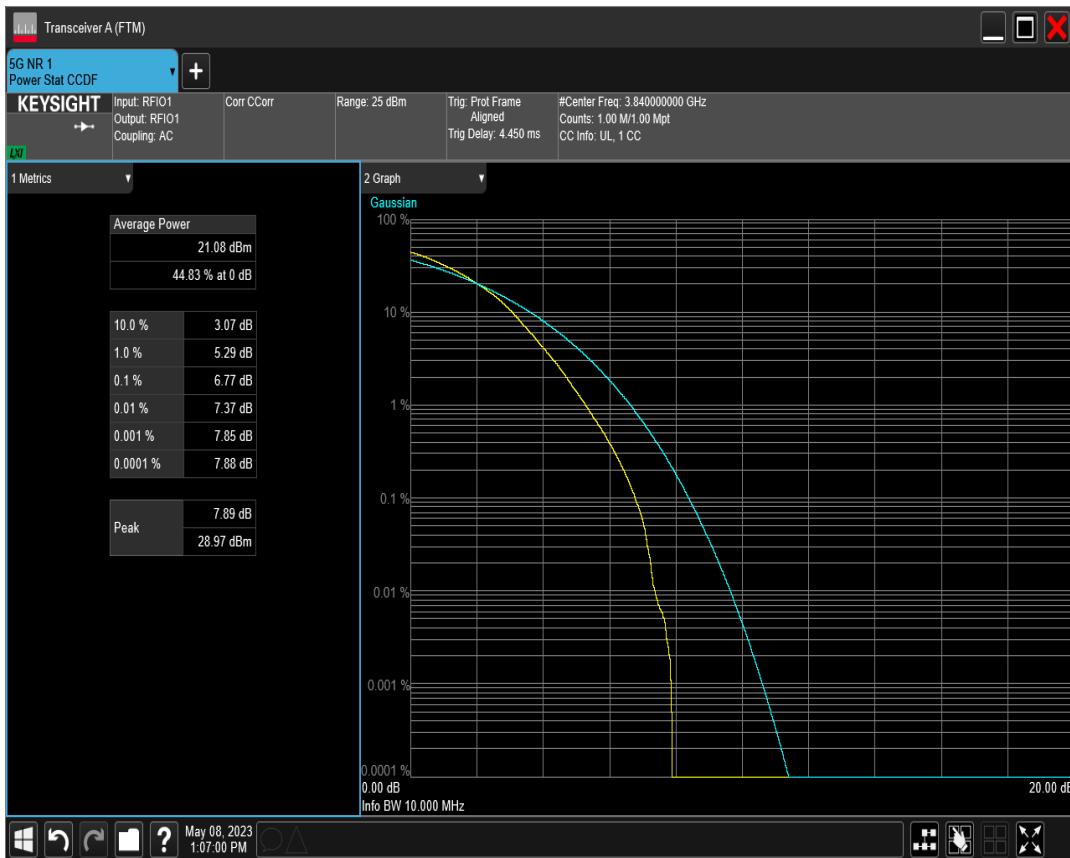 Transceiver A (FTM)
5G NR 1
Power Stat CCDF
KEYSIGHT
LXI
Input: RFIO1
Output: RFIO1
Coupling: AC
Corr CCorr
Range: 25 dBm
Trig: Prot Frame
Aligned
Trig Delay: 4.450 ms
#Center Freq: 3.840000000 GHz
Counts: 1.00 M/1.00 Mpt
CC Info: UL, 1 CC
1 Metrics
Average Power
21.08 dBm
44.83 % at 0 dB
10.0 % 3.07 dB
1.0 % 5.29 dB
0.1 % 6.77 dB
0.01 % 7.37 dB
0.001 % 7.85 dB
0.0001 % 7.88 dB
Peak 7.89 dB
28.97 dBm
2 Graph
Gaussian
100 %
10 %
1 %
0.1 %
0.01 %
0.001 %
0.0001 %
0.00 dB 20.00 dB
Info BW 10.000 MHz
?
May 08, 2023
1:07:00 PM